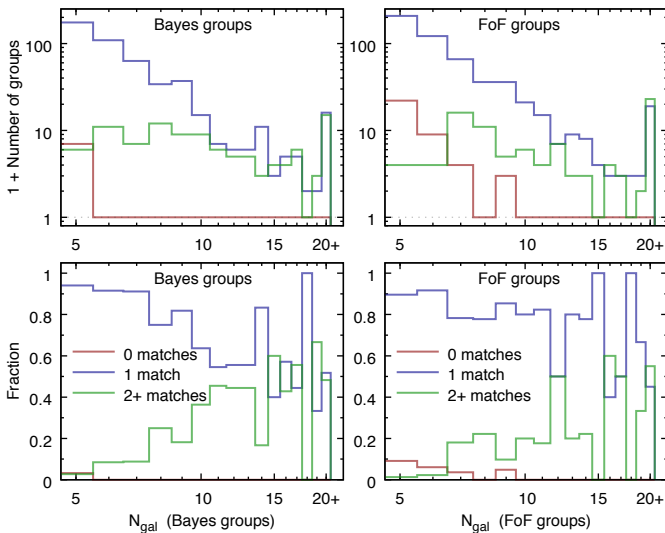 Bayes groups
FoF groups
1 + Number of groups
100
10
1
100
10
1
5
10
15
20+
5
10
15
20+
Bayes groups
FoF groups
Fraction
1
0.8
0.6
0.4
0.2
0
1
0.8
0.6
0.4
0.2
0
0 matches
1 match
2+ matches
0 matches
1 match
2+ matches
5
10
15
20+
5
10
15
20+
Ngal (Bayes groups)
Ngal (FoF groups)